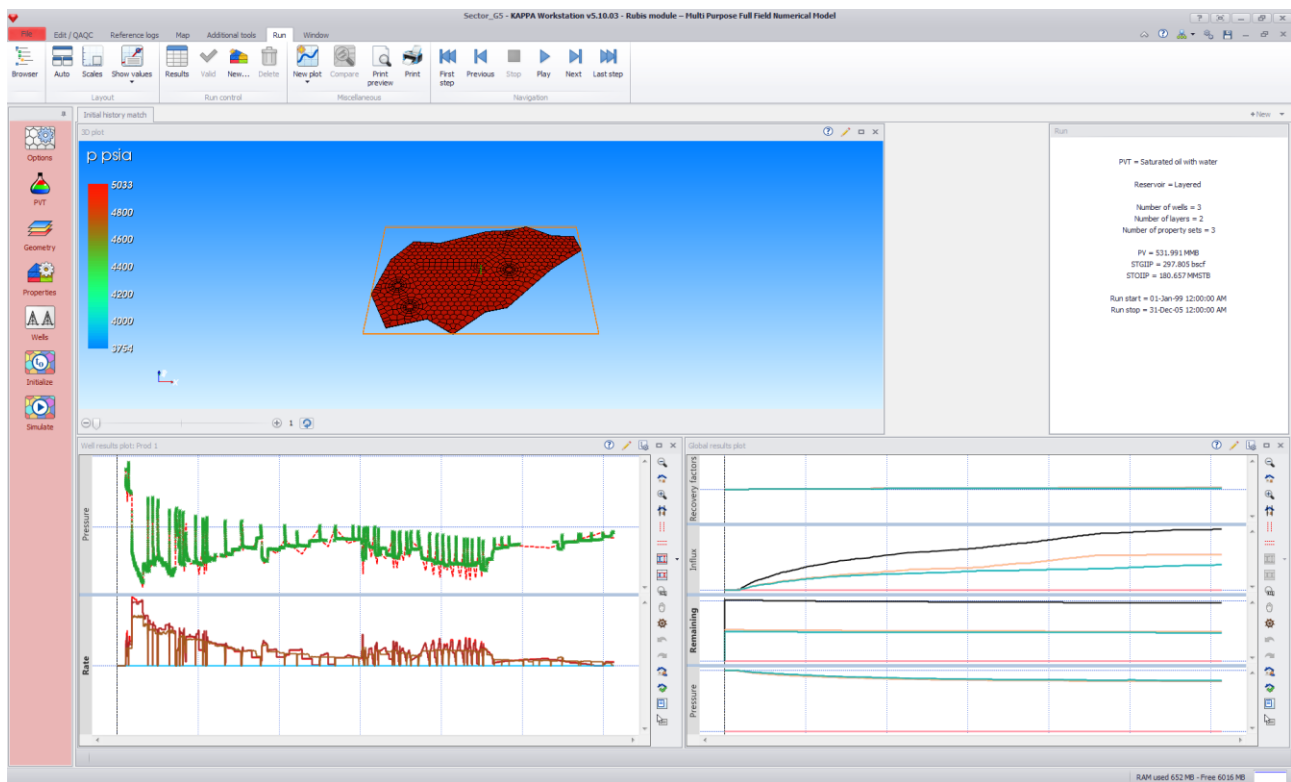 Sector_G5 - KAPPA Workstation v5.10.03 - Rubis module – Multi Purpose Full Field Numerical Model
File Edit / QAQC Reference logs Map Additional tools Run Window
Browser Auto Scales Show values Results Valid New... Delete New plot Compare Print preview Print First step Previous Stop Play Next Last step
Layout Run control Miscellaneous Navigation
Initial history match
+New
Options
PVT
Geometry
Properties
Wells
Initialize
Simulate
3D plot
p psia
5033
4800
4600
4400
4200
4000
3754
1
Run
PVT = Saturated oil with water
Reservoir = Layered
Number of wells = 3
Number of layers = 2
Number of property sets = 3
PV = 531.991 MMB
STGIIP = 297.805 bscf
STOIIP = 180.657 MMSTB
Run start = 01-Jan-99 12:00:00 AM
Run stop = 31-Dec-05 12:00:00 AM
Well results plot: Prod 1
Pressure
Rate
Global results plot
Recovery factors
Influx
Remaining
Pressure
RAM used 652 MB - Free 6016 MB